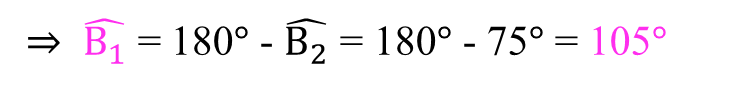 ⇒ B̂₁ = 180° - B̂₂ = 180° - 75° = 105°